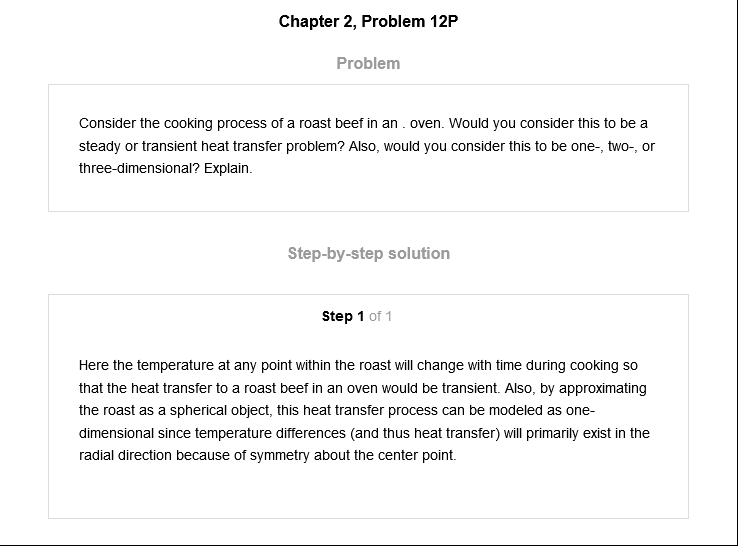 Chapter 2, Problem 12P
Problem
Consider the cooking process of a roast beef in an . oven. Would you consider this to be a
steady or transient heat transfer problem? Also, would you consider this to be one-, two-, or
three-dimensional? Explain.
Step-by-step solution
Step 1 of 1
Here the temperature at any point within the roast will change with time during cooking so
that the heat transfer to a roast beef in an oven would be transient. Also, by approximating
the roast as a spherical object, this heat transfer process can be modeled as one-
dimensional since temperature differences (and thus heat transfer) will primarily exist in the
radial direction because of symmetry about the center point.